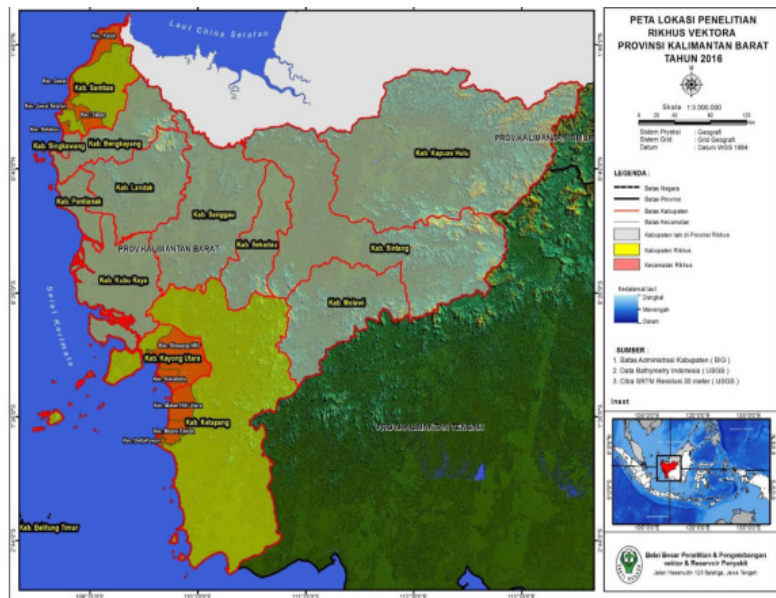 Laut China Selatan
Kab. Sambas
Kab. Singkawang
Kab. Bengkayang
Kab. Kapuas Hulu
Kab. Landak
Kab. Pontianak
Kab. Sanggau
PROV.KALIMANTAN BARAT
Kab. Sekadau
Kab. Sintang
Kab. Kubu Raya
Kab. Melawi
Selat Karimata
Kab. Kayong Utara
Kab. Ketapang
PROV.KALIMANTAN TENGAH
Kab. Belitung Timur
PETA LOKASI PENELITIAN
RIKHUS VEKTORA
PROVINSI KALIMANTAN BARAT
TAHUN 2016
Skala 1:3.000.000
Sistem Proyeksi : Geografi
Sistem Grid : Grid Geografi
Datum : Datum WGS 1984
LEGENDA :
Batas Negara
Batas Provinsi
Batas Kabupaten
Batas Kecamatan
Kabupaten lain di Provinsi Rikhus
Kabupaten Rikhus
Kecamatan Rikhus
Kedalaman laut
Dangkal
Menengah
Dalam
SUMBER :
1. Batas Administrasi Kabupaten ( BIG )
2. Data Bathymetry Indonesia ( USGS )
3. Citra SRTM Resolusi 30 meter ( USGS )
Inset
Balai Besar Penelitian & Pengembangan
vektor & Reservoir Penyakit
Jalan Hasanudin 123 Salatiga, Jawa Tengah